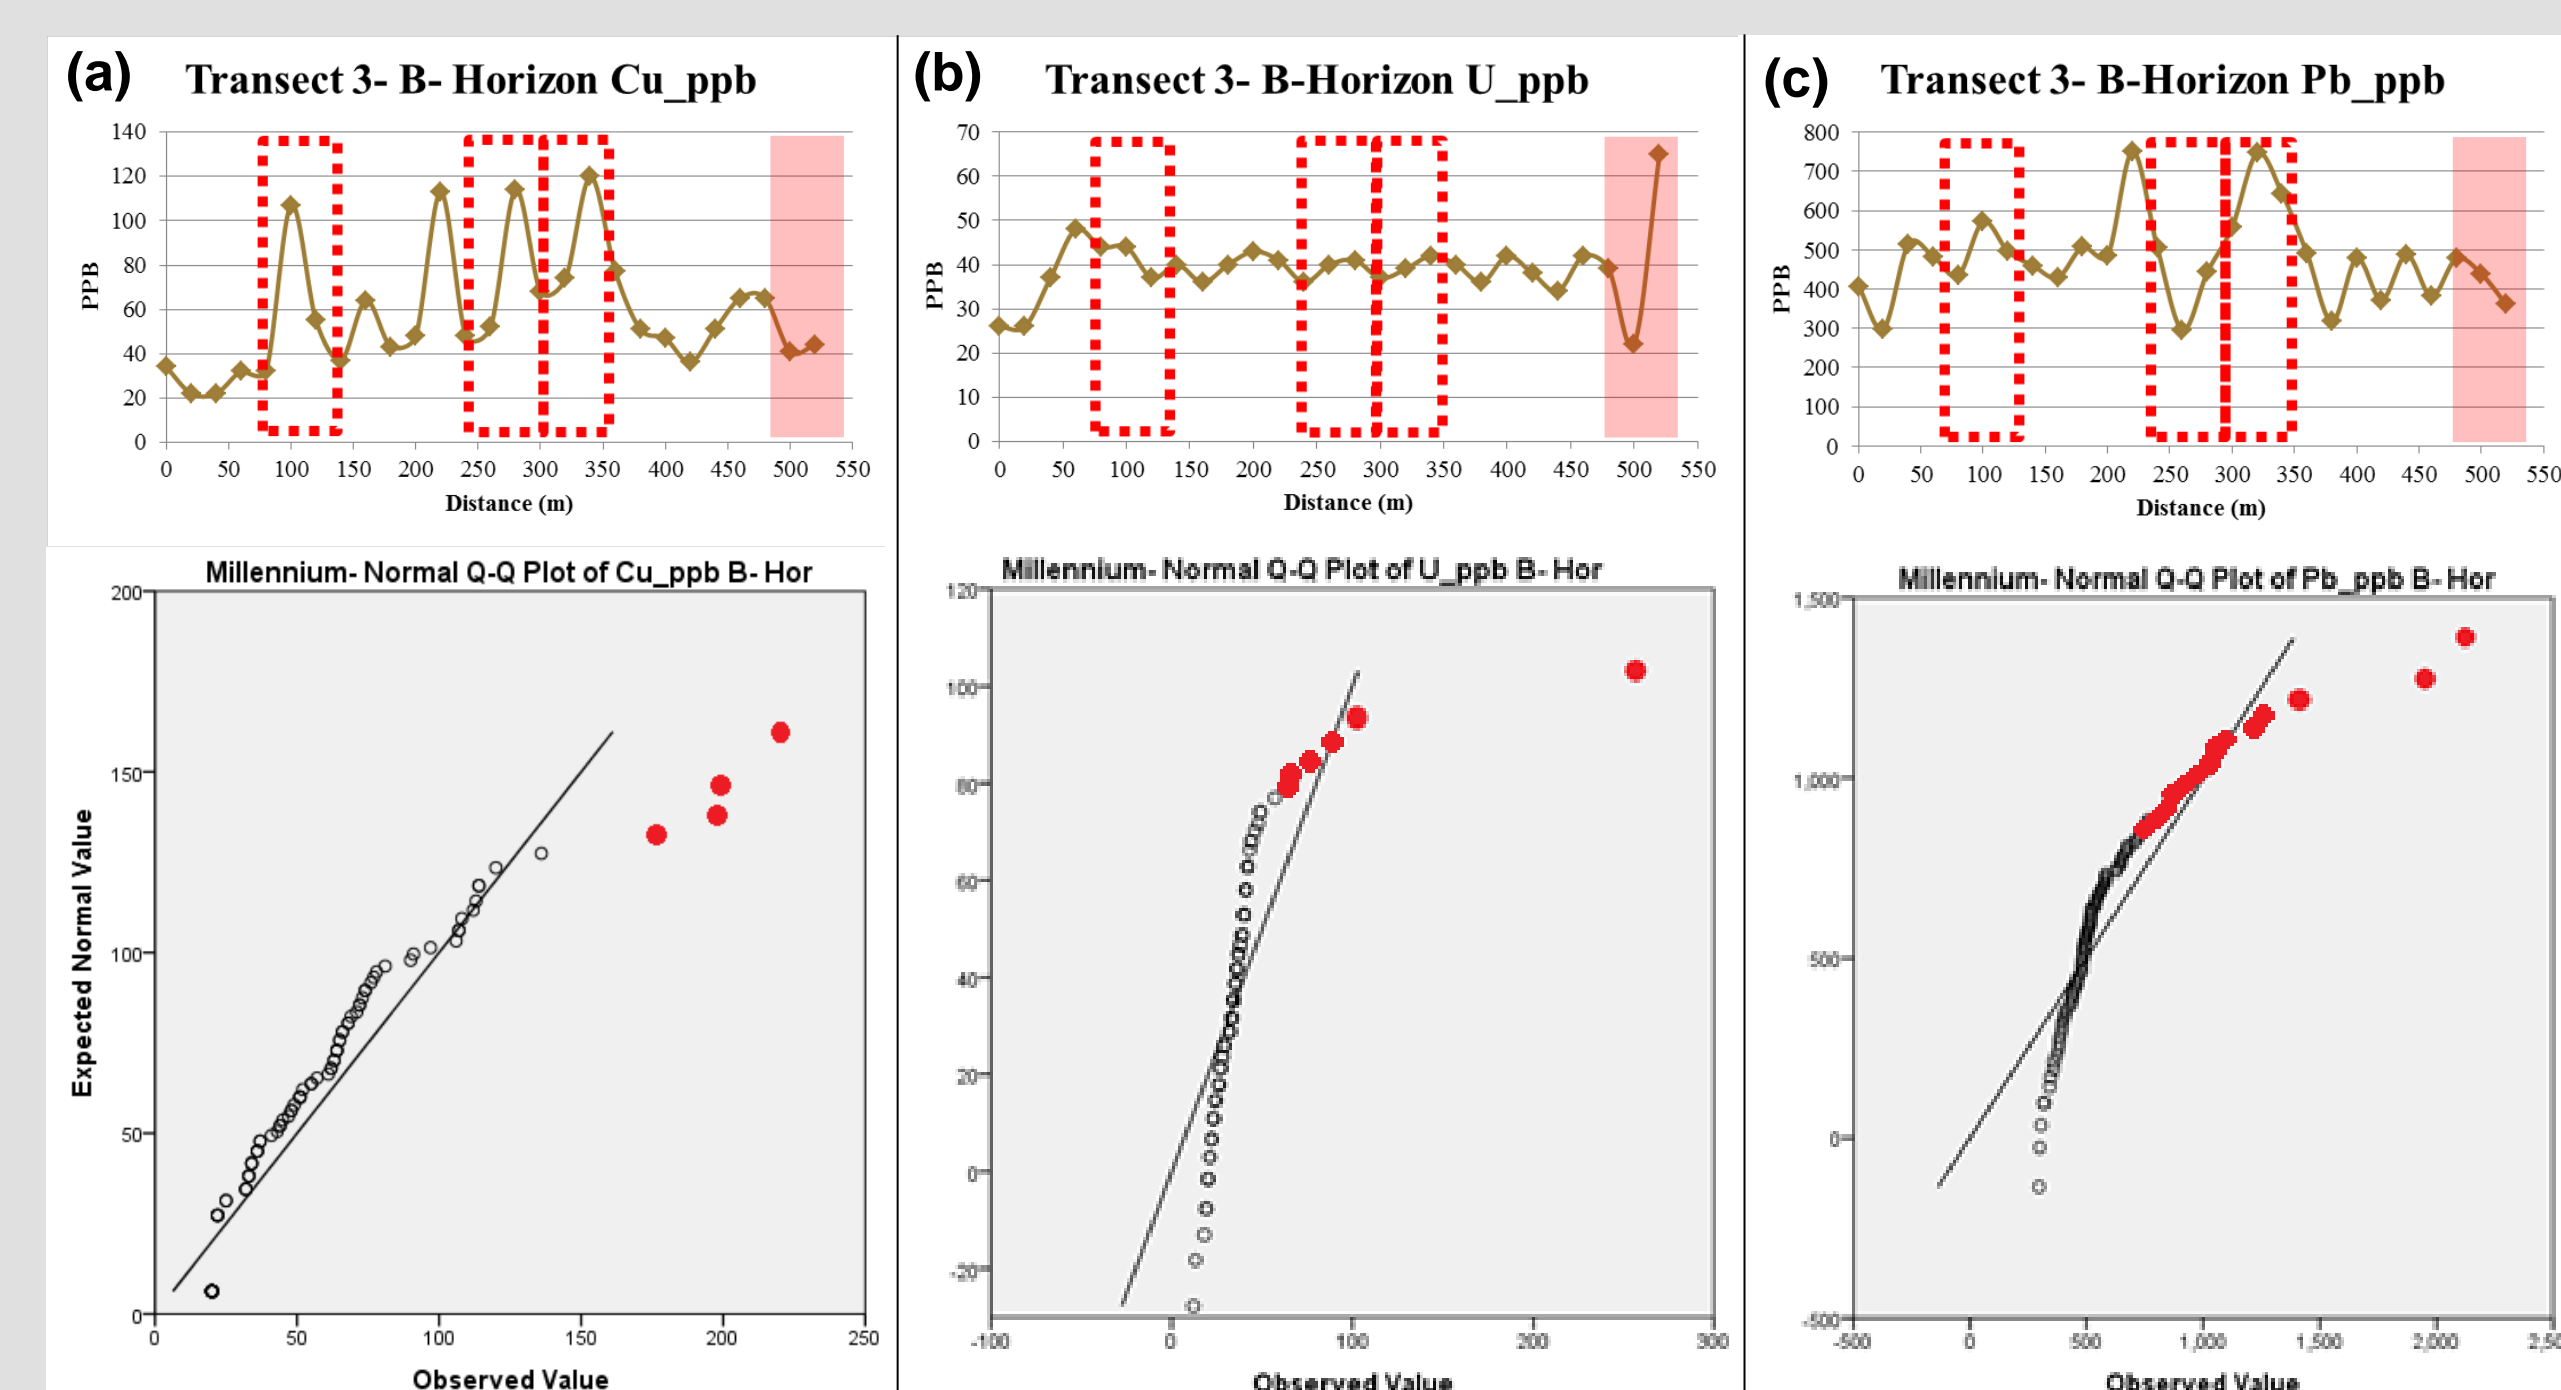 (a) Transect 3- B- Horizon Cu_ppb
140
120
100
80
60
40
20
0
PPB
0 50 100 150 200 250 300 350 400 450 500 550
Distance (m)
Millennium- Normal Q-Q Plot of Cu_ppb B- Hor
200
150
100
50
0
Expected Normal Value
0 50 100 150 200 250
Observed Value
(b) Transect 3- B-Horizon U_ppb
70
60
50
40
30
20
10
0
PPB
0 50 100 150 200 250 300 350 400 450 500 550
Distance (m)
Millennium- Normal Q-Q Plot of U_ppb B- Hor
120
100
80
60
40
20
0
-20
-100 0 100 200 300
Observed Value
(c) Transect 3- B-Horizon Pb_ppb
800
700
600
500
400
300
200
100
0
PPB
0 50 100 150 200 250 300 350 400 450 500 550
Distance (m)
Millennium- Normal Q-Q Plot of Pb_ppb B- Hor
1,500
1,000
500
0
-500
-500 0 500 1,000 1,500 2,000
Observed Value